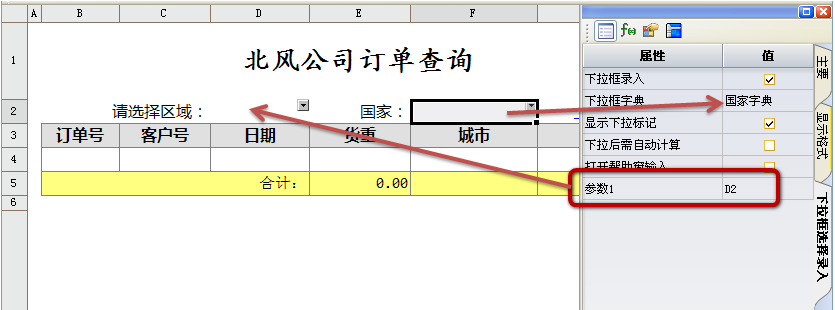 A B C D E F
1 北风公司订单查询
2 请选择区域： 国家：
3 订单号 客户号 日期 货重 城市
4
5 合计： 0.00
6
属性 值
下拉框录入
下拉框字典 国家字典
显示下拉标记
下拉后需自动计算
打开帮助窗输入
参数1 D2
主要
显示格式
下拉框选择录入